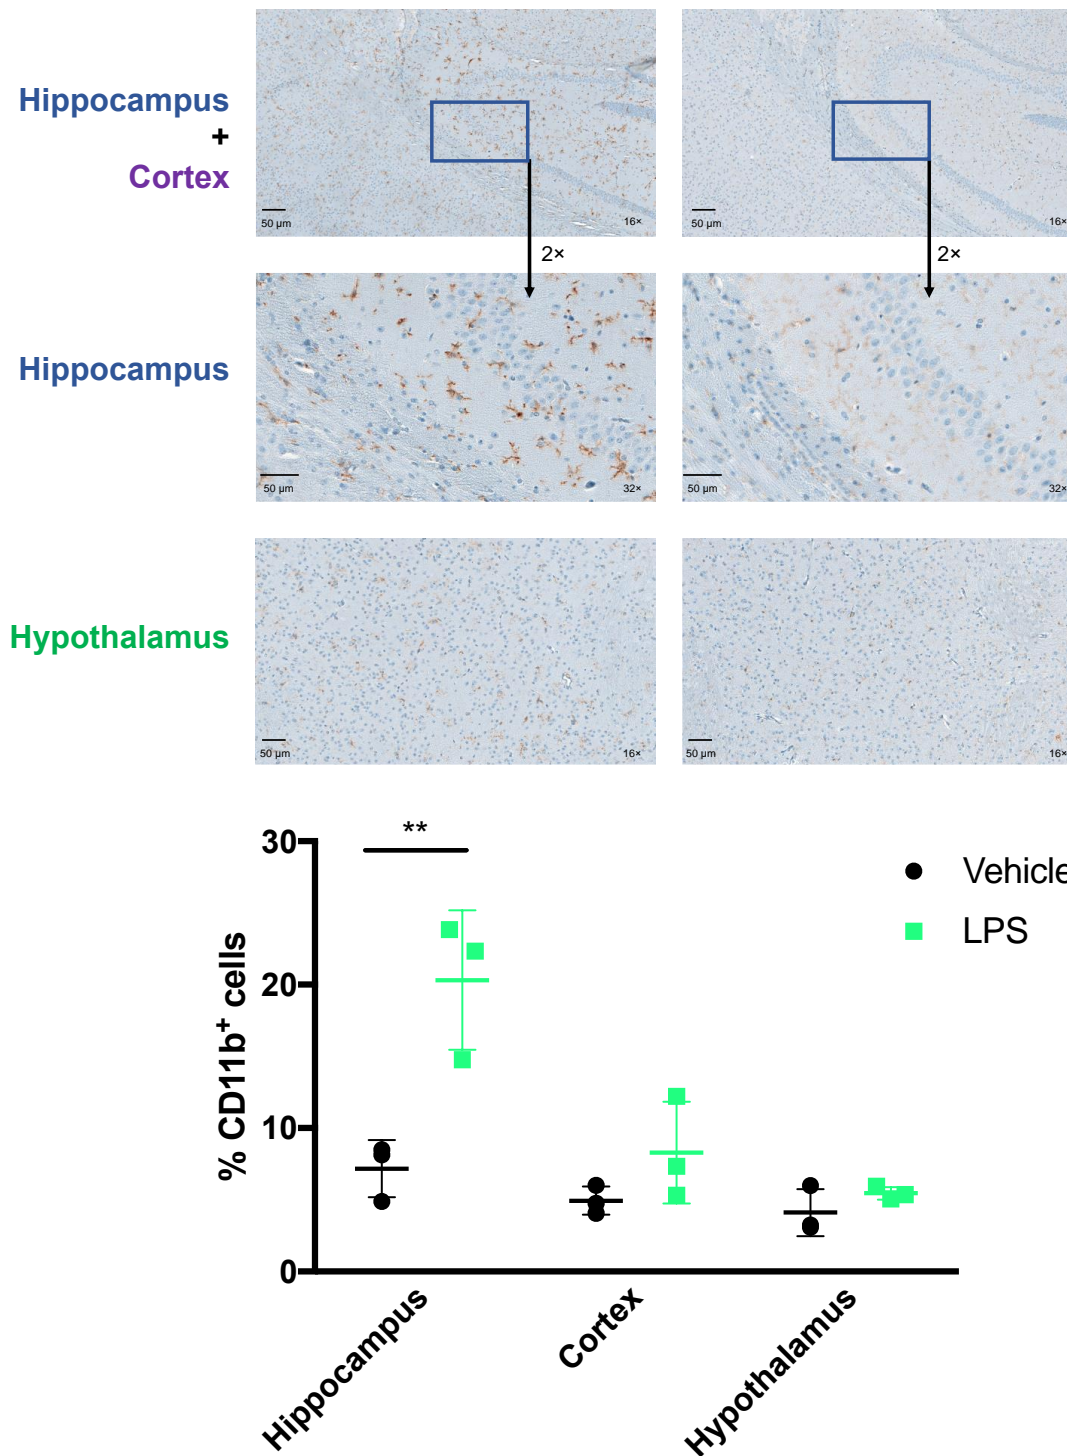 Hippocampus
+
Cortex
50 µm
16×
50 µm
16×
2×
2×
Hippocampus
50 µm
32×
50 µm
32×
Hypothalamus
50 µm
16×
50 µm
16×
30
**
Vehicle
LPS
20
% CD11b⁺ cells
10
0
Hippocampus
Cortex
Hypothalamus